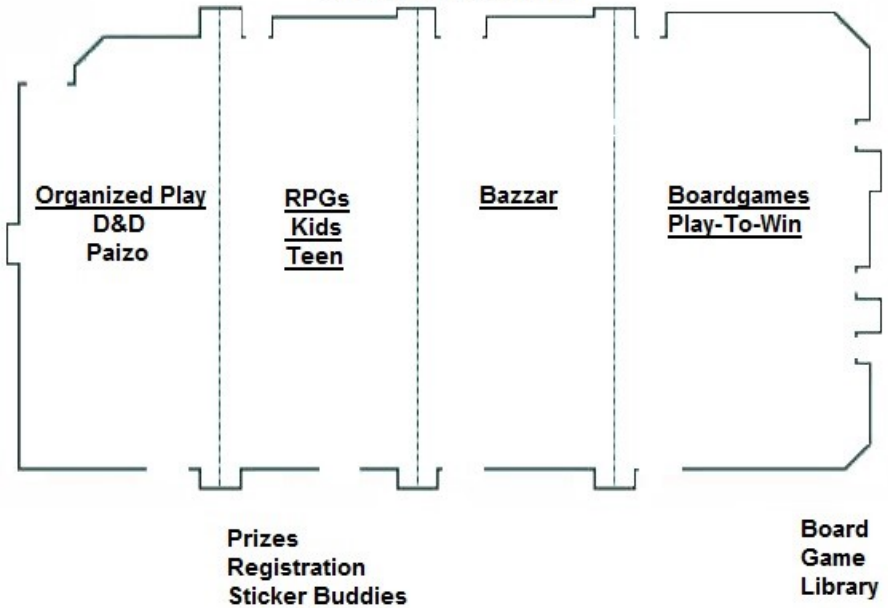 Organized Play
D&D
Paizo
RPGs
Kids
Teen
Bazzar
Boardgames
Play-To-Win
Prizes
Registration
Sticker Buddies
Board
Game
Library